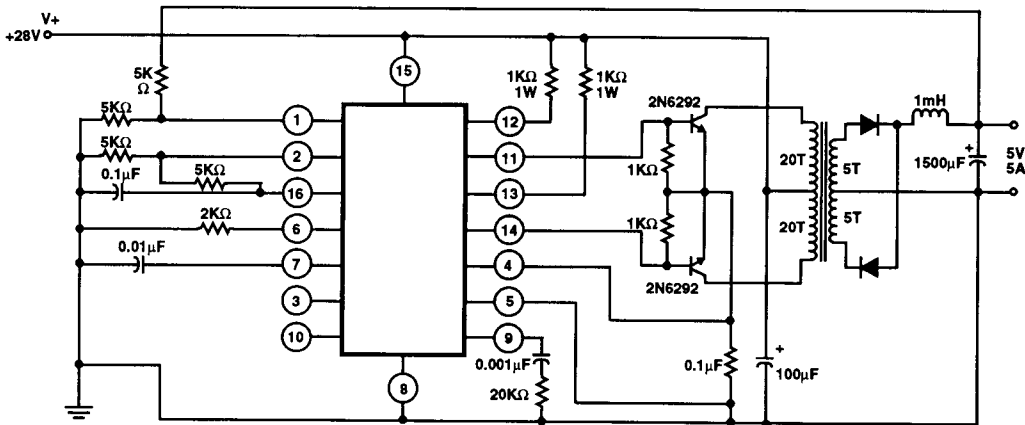 V+
+28V
5K
Ω
15
5KΩ
1
5KΩ
2
0.1μF
5KΩ
16
2KΩ
6
0.01μF
7
3
10
8
12
11
13
14
4
5
9
0.001μF
20KΩ
1KΩ
1W
1KΩ
1W
2N6292
1KΩ
1KΩ
2N6292
0.1μF
100μF
+
20T
20T
5T
5T
1mH
+
1500μF
5V
5A